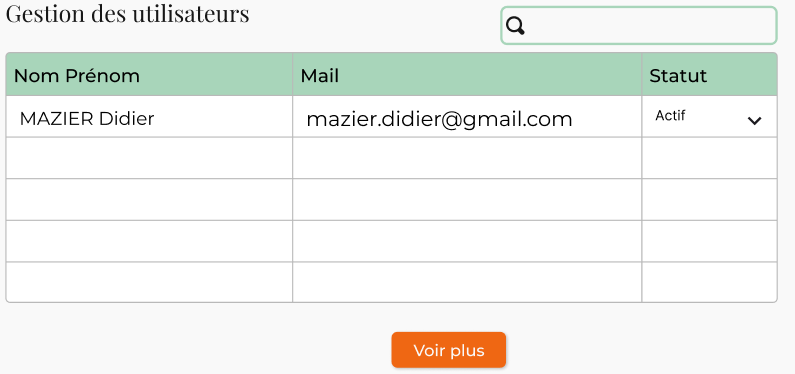 Gestion des utilisateurs
Nom Prénom Mail Statut
MAZIER Didier mazier.didier@gmail.com Actif
Voir plus